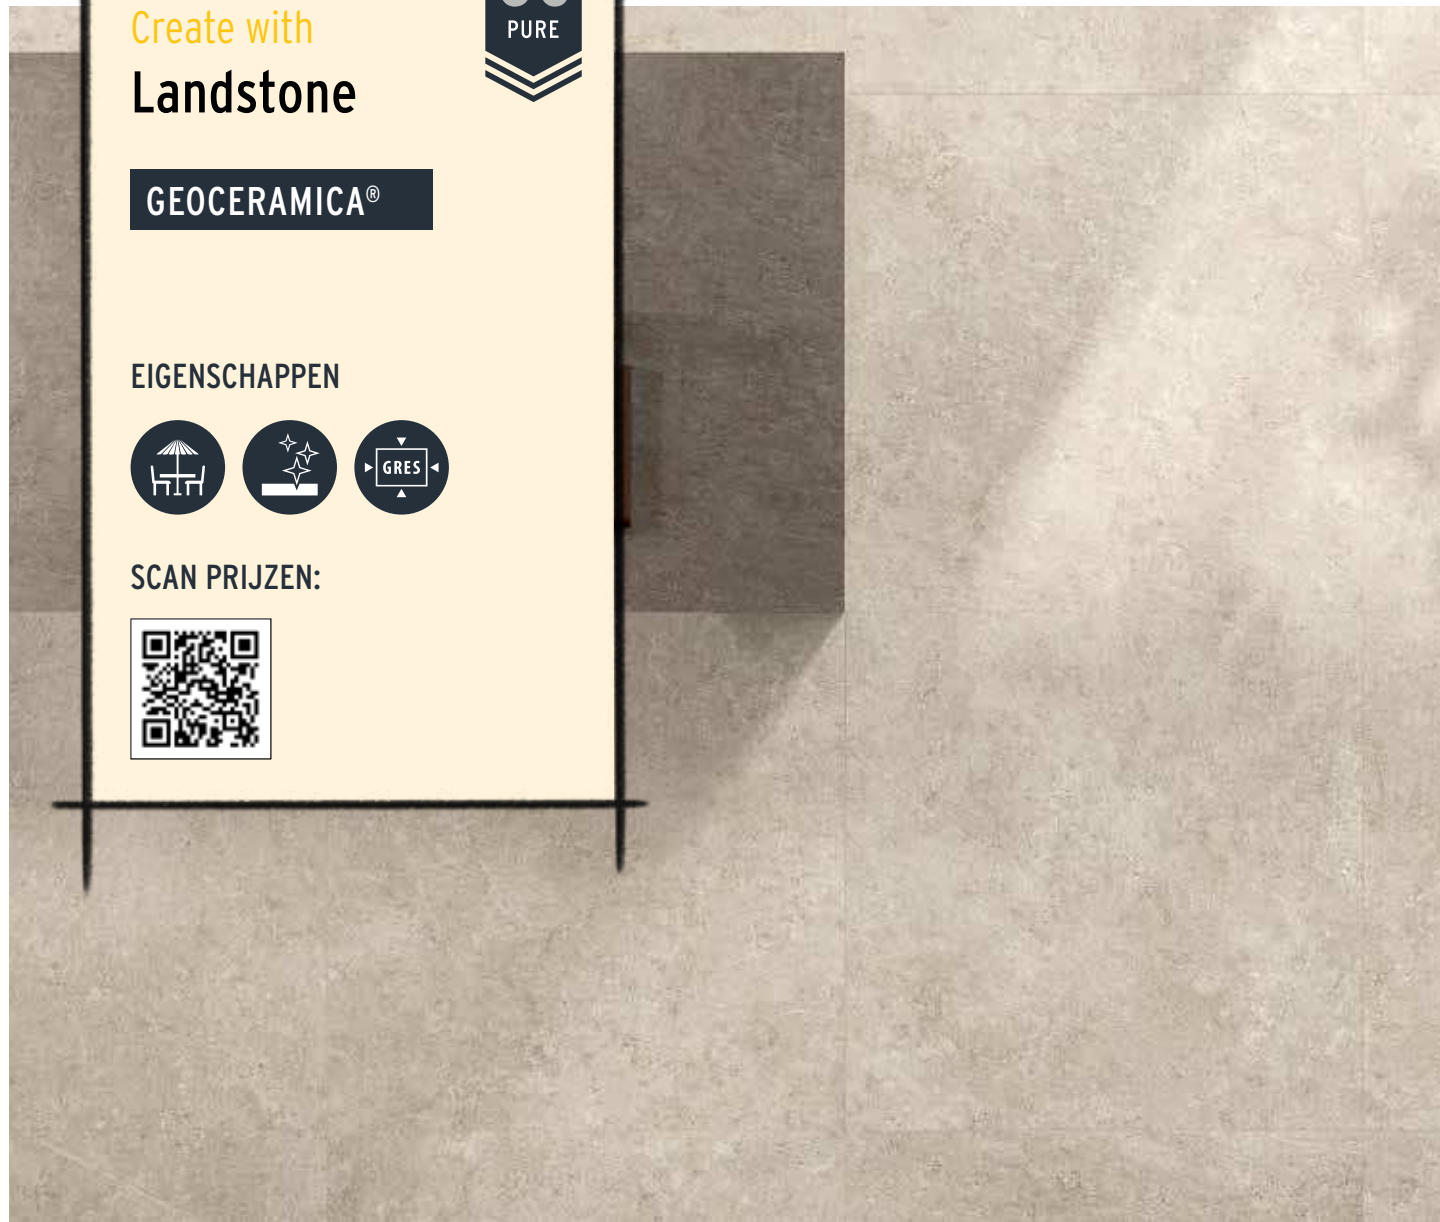 Create with
PURE
Landstone
GEOCERAMICA®
EIGENSCHAPPEN
GRES
SCAN PRIJZEN: